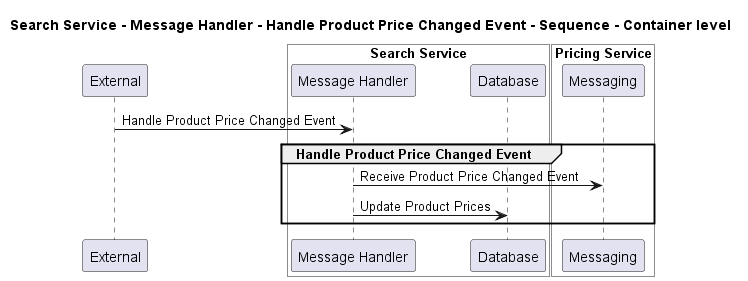 Search Service - Message Handler - Handle Product Price Changed Event - Sequence - Container level
Search Service
Pricing Service
External
Message Handler
Database
Messaging
Handle Product Price Changed Event
Handle Product Price Changed Event
Receive Product Price Changed Event
Update Product Prices
External
Message Handler
Database
Messaging